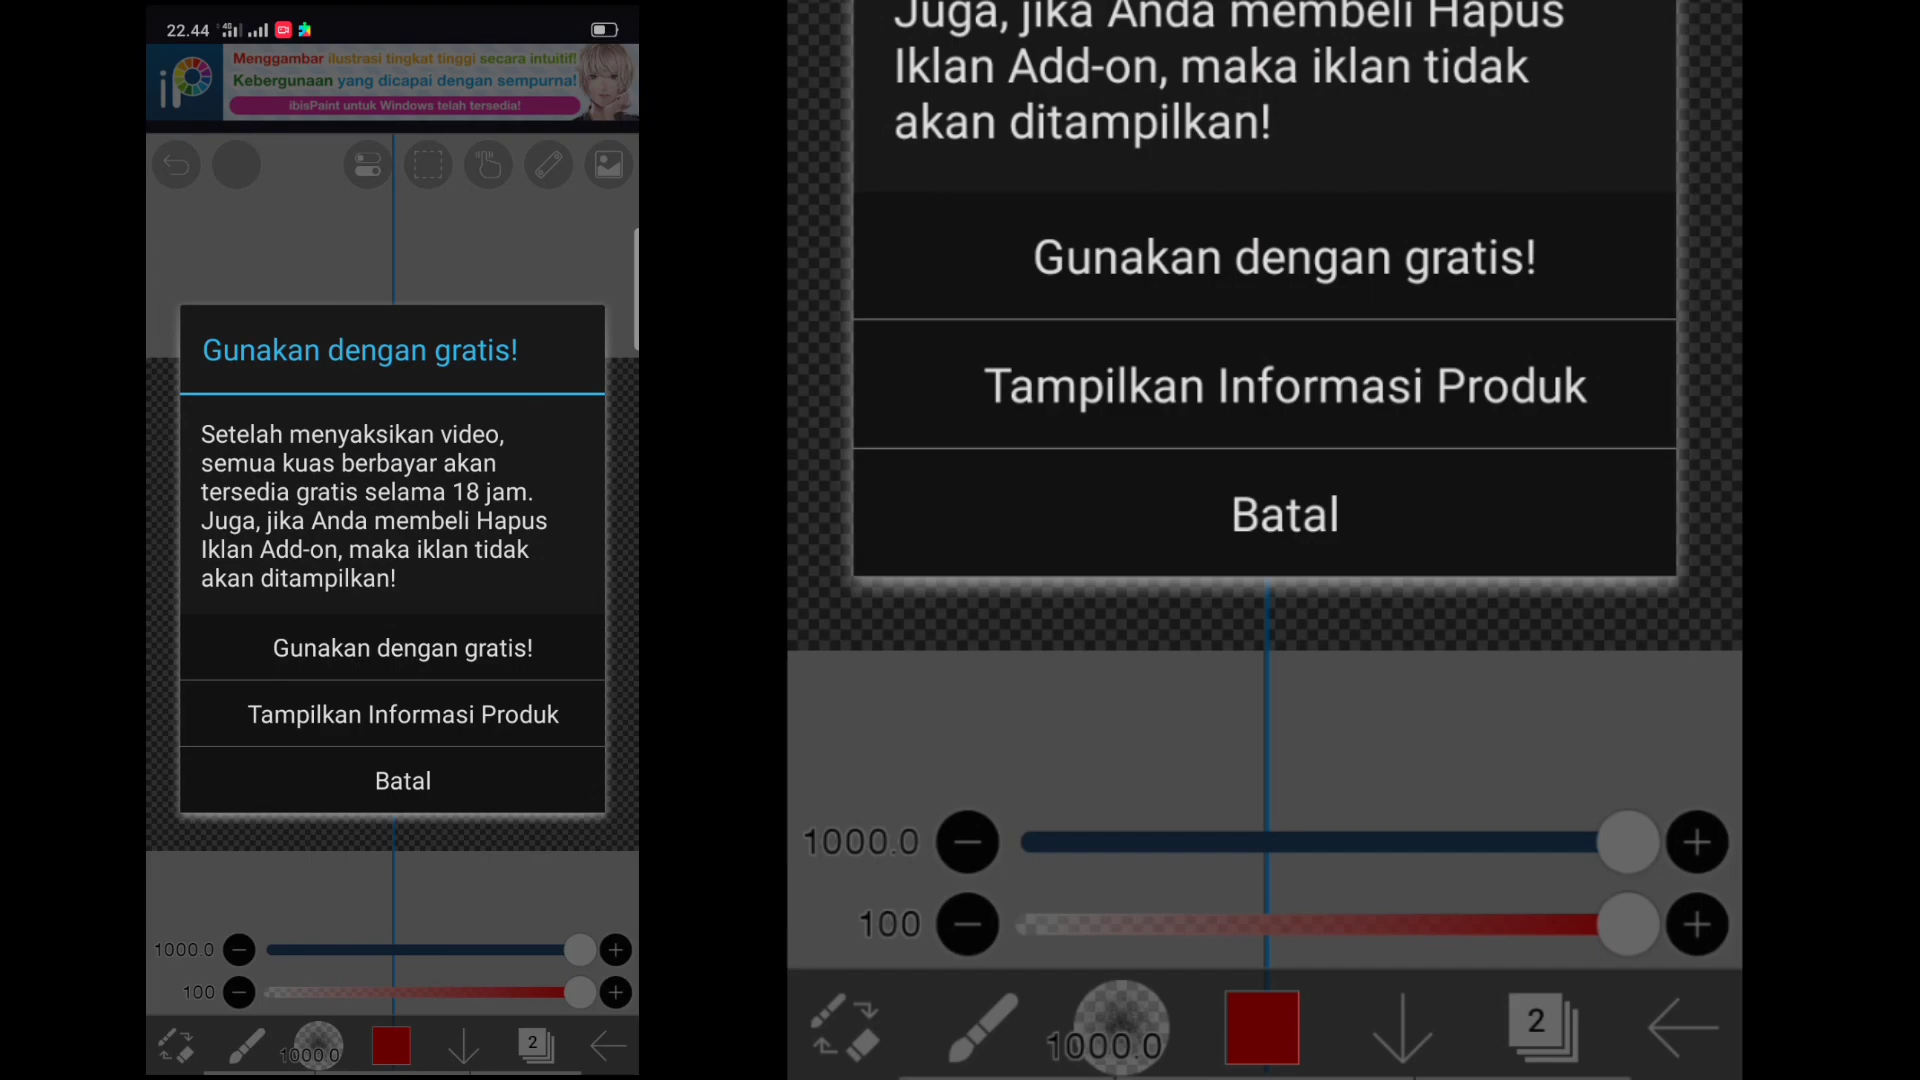 22.44
4G
iP
Menggambar ilustrasi tingkat tinggi secara intuitif!
Kebergunaan yang dicapai dengan sempurna!
ibisPaint untuk Windows telah tersedia!
Gunakan dengan gratis!
Setelah menyaksikan video,
semua kuas berbayar akan
tersedia gratis selama 18 jam.
Juga, jika Anda membeli Hapus
Iklan Add-on, maka iklan tidak
akan ditampilkan!
Gunakan dengan gratis!
Tampilkan Informasi Produk
Batal
1000.0
100
1000.0
2
Juga, jika Anda membeli Hapus
Iklan Add-on, maka iklan tidak
akan ditampilkan!
Gunakan dengan gratis!
Tampilkan Informasi Produk
Batal
1000.0
100
1000.0
2